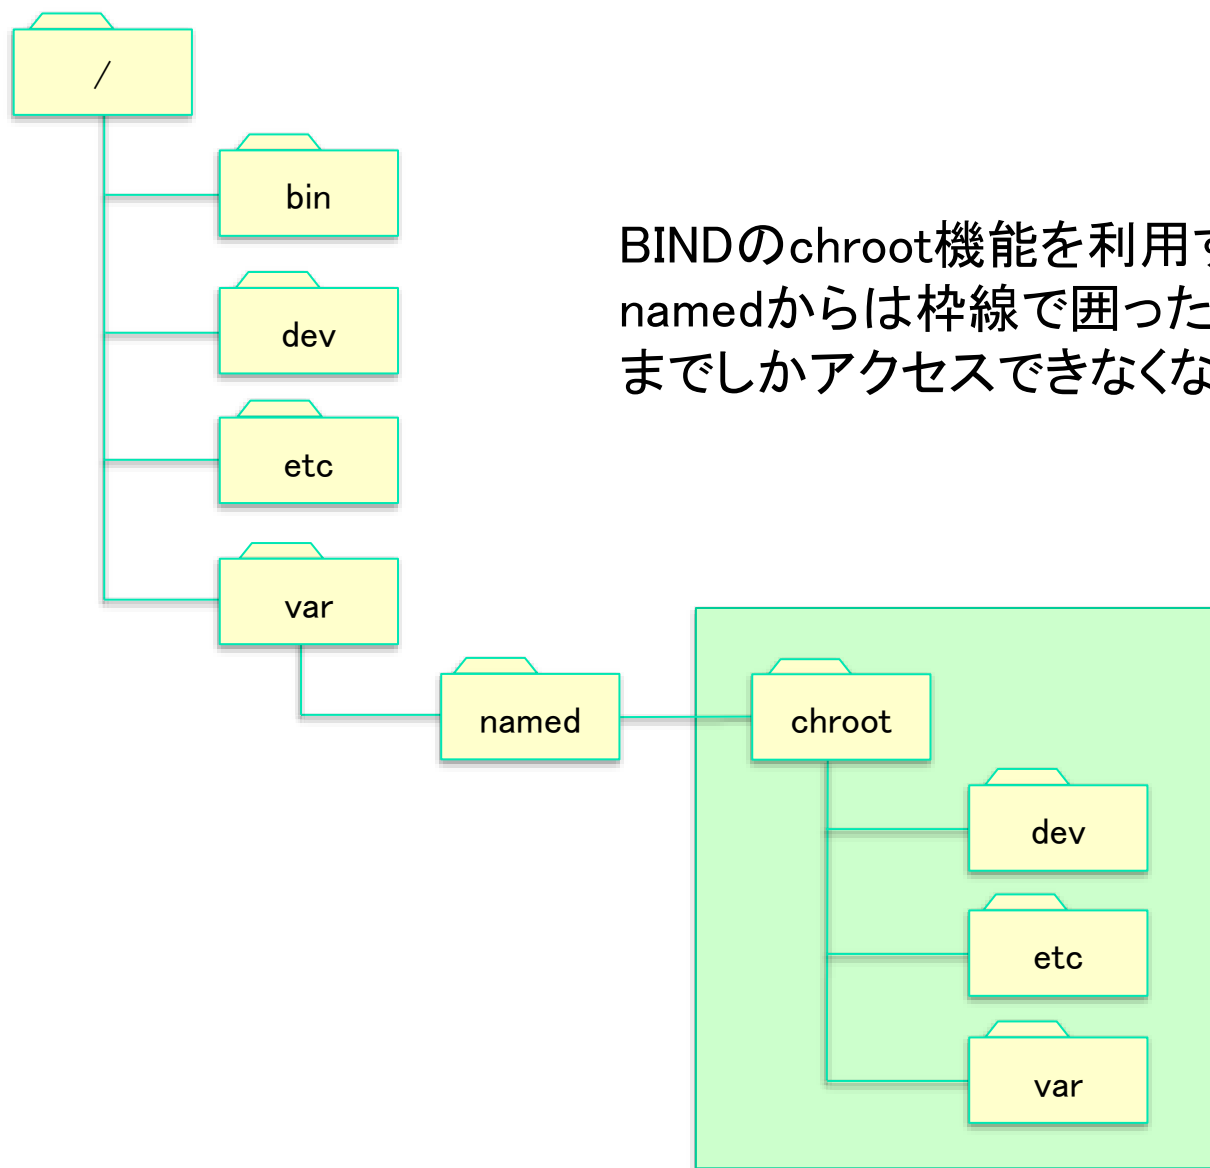 /
bin
BINDのchroot機能を利用す
namedからは枠線で囲った
までしかアクセスできなくな
dev
etc
var
named
chroot
dev
etc
var